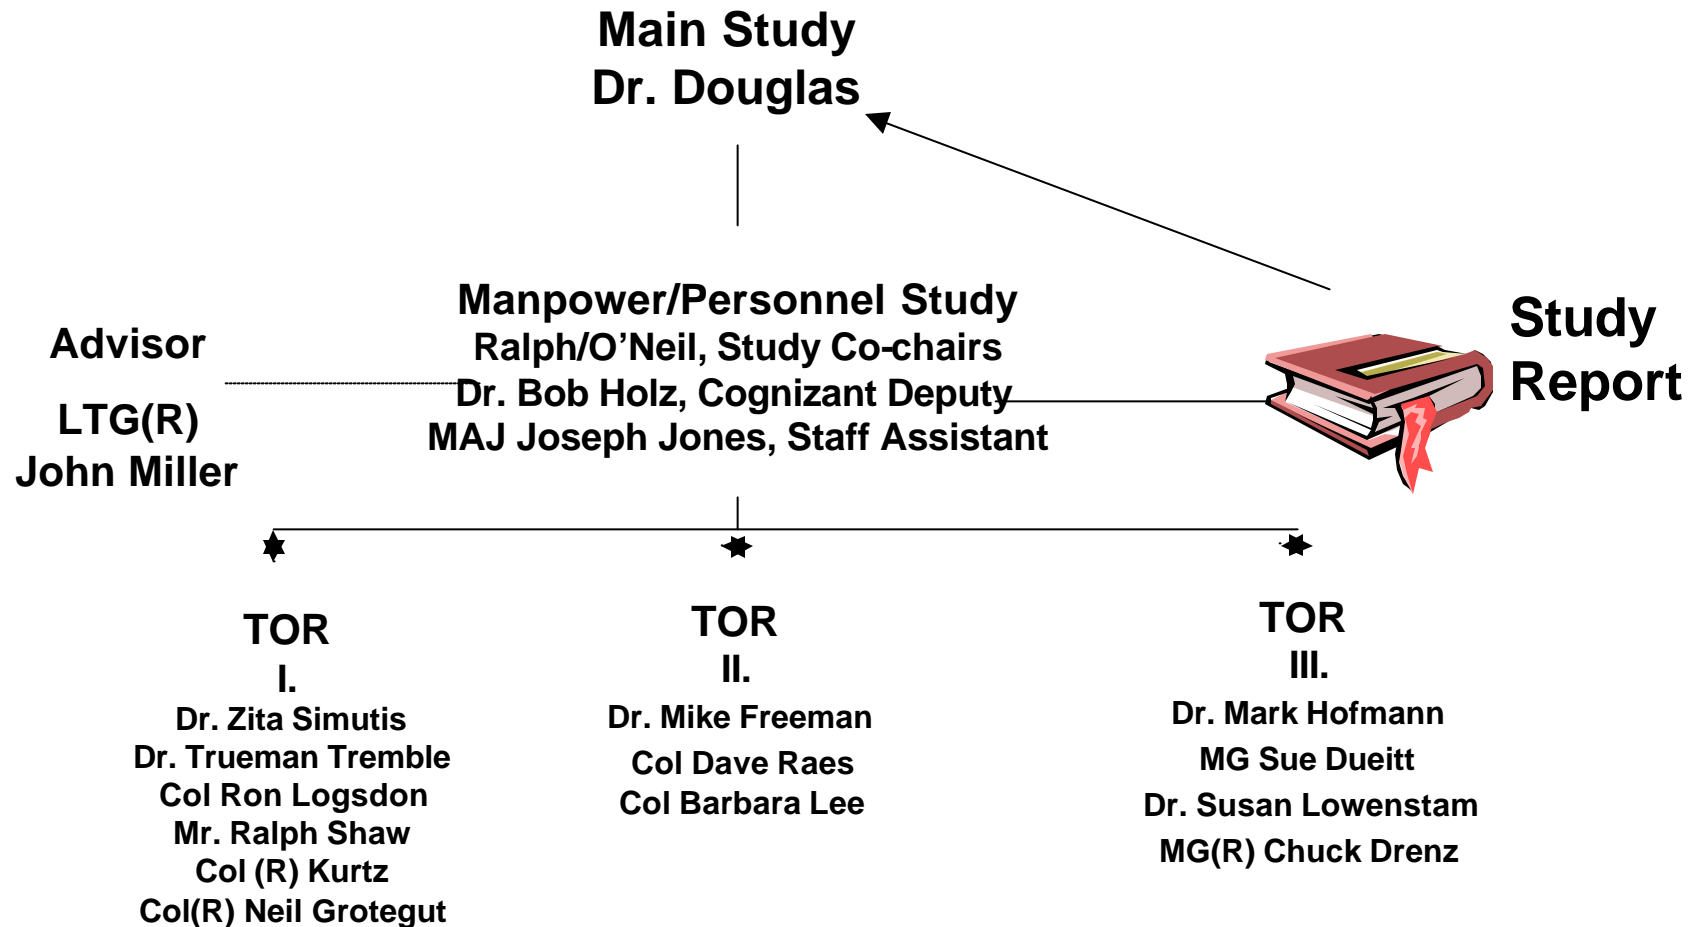 Main Study
Dr. Douglas
Manpower/Personnel Study
Ralph/O’Neil, Study Co-chairs
Dr. Bob Holz, Cognizant Deputy
MAJ Joseph Jones, Staff Assistant
Advisor
LTG(R)
John Miller
Study
Report
TOR
I.
Dr. Zita Simutis
Dr. Trueman Tremble
Col Ron Logsdon
Mr. Ralph Shaw
Col (R) Kurtz
Col(R) Neil Grotegut
TOR
II.
Dr. Mike Freeman
Col Dave Raes
Col Barbara Lee
TOR
III.
Dr. Mark Hofmann
MG Sue Dueitt
Dr. Susan Lowenstam
MG(R) Chuck Drenz